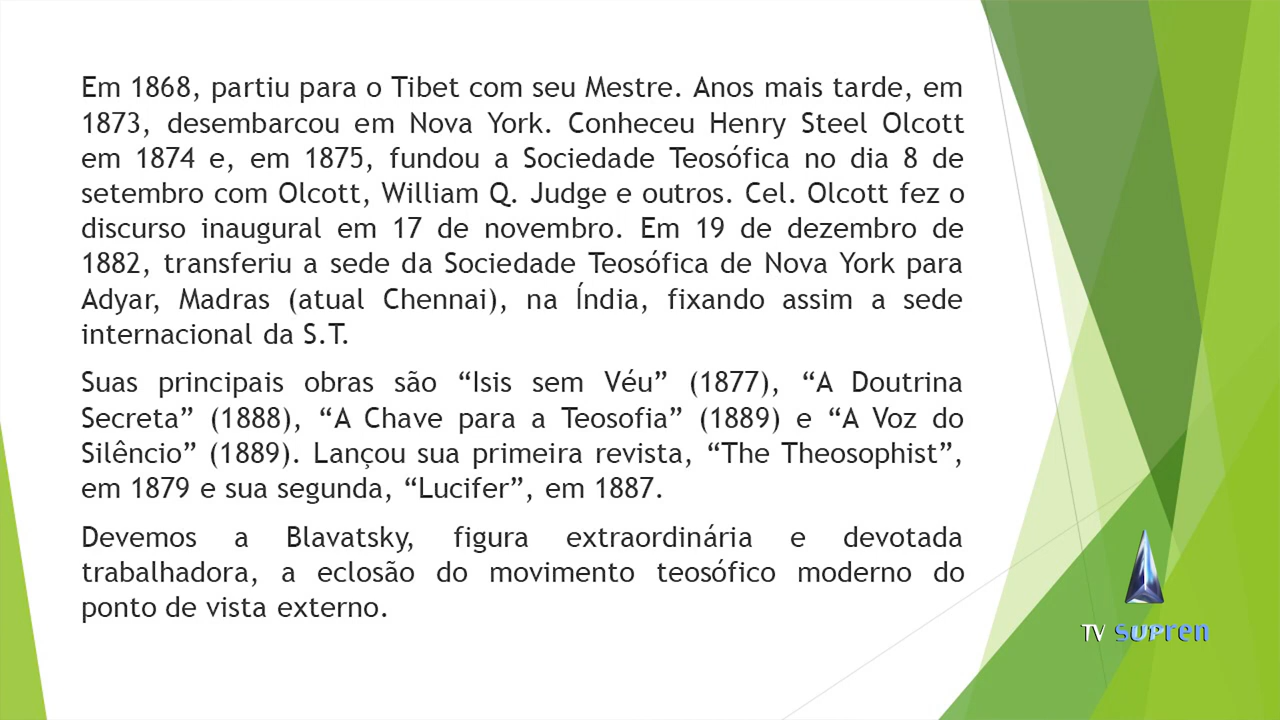 Em 1868, partiu para o Tibet com seu Mestre. Anos mais tarde, em
1873, desembarcou em Nova York. Conheceu Henry Steel Olcott
em 1874 e, em 1875, fundou a Sociedade Teosófica no dia 8 de
setembro com Olcott, William Q. Judge e outros. Cel. Olcott fez o
discurso inaugural em 17 de novembro. Em 19 de dezembro de
1882, transferiu a sede da Sociedade Teosófica de Nova York para
Adyar, Madras (atual Chennai), na Índia, fixando assim a sede
internacional da S.T.
Suas principais obras são “Isis sem Véu” (1877), “A Doutrina
Secreta” (1888), “A Chave para a Teosofia” (1889) e “A Voz do
Silêncio” (1889). Lançou sua primeira revista, “The Theosophist”,
em 1879 e sua segunda, “Lucifer”, em 1887.
Devemos a Blavatsky, figura extraordinária e devotada
trabalhadora, a eclosão do movimento teosófico moderno do
ponto de vista externo.
TV SUPren